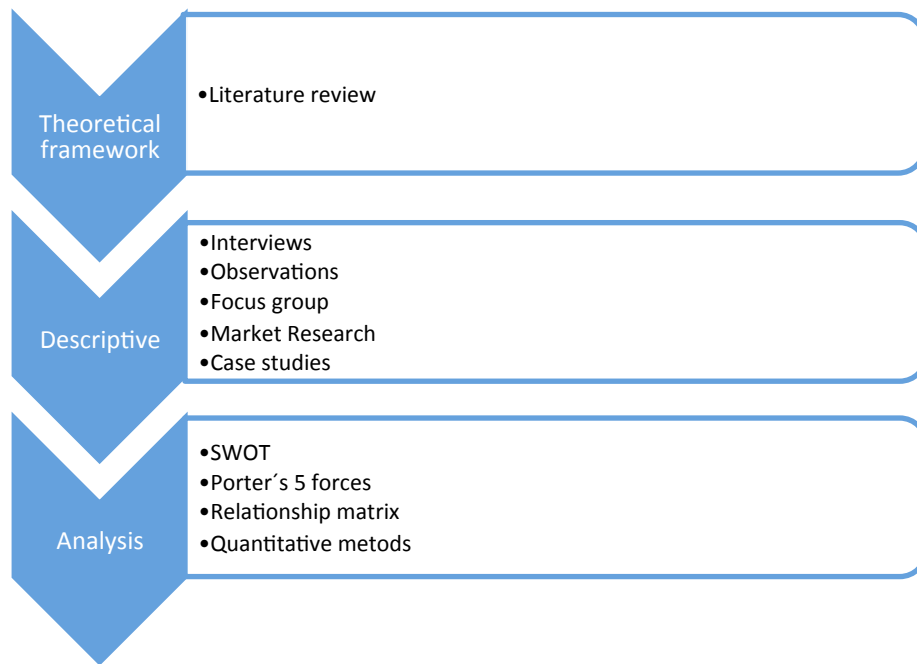 Theoretical
framework
•Literature review
Descriptive
•Interviews
•Observations
•Focus group
•Market Research
•Case studies
Analysis
•SWOT
•Porter´s 5 forces
•Relationship matrix
•Quantitative metods